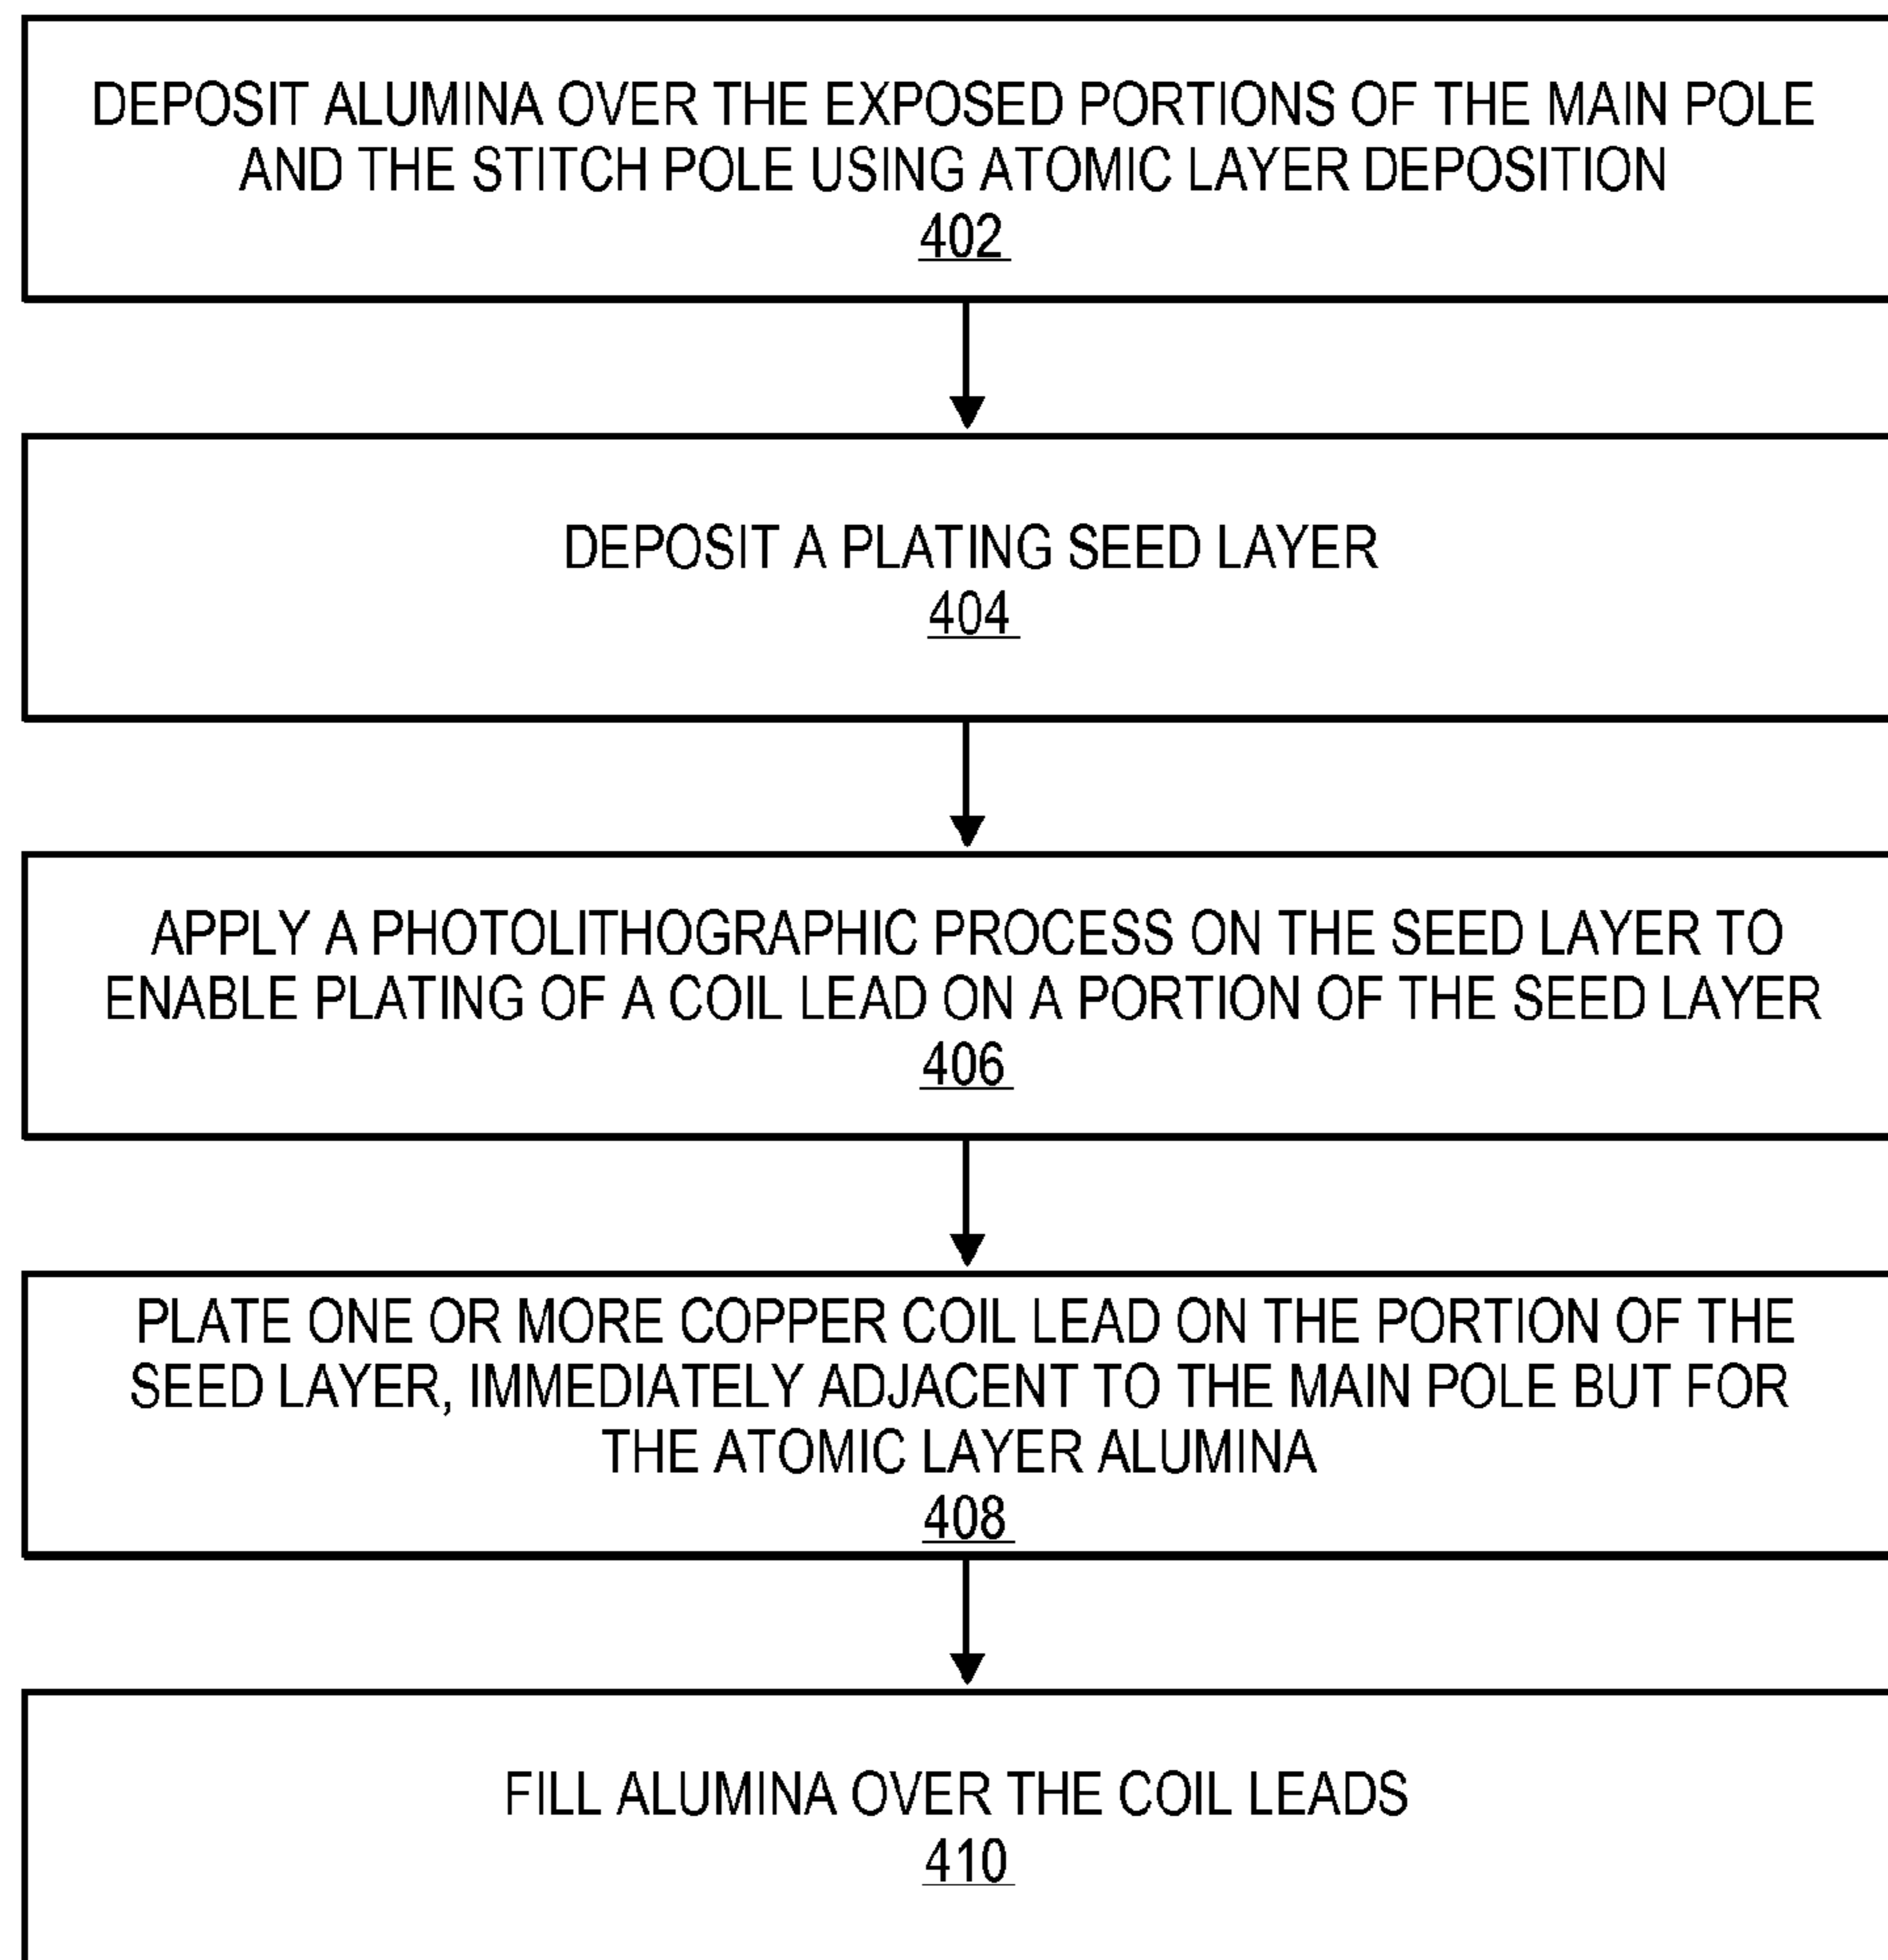 DEPOSIT ALUMINA OVER THE EXPOSED PORTIONS OF THE MAIN POLE
AND THE STITCH POLE USING ATOMIC LAYER DEPOSITION
402
DEPOSIT A PLATING SEED LAYER
404
APPLY A PHOTOLITHOGRAPHIC PROCESS ON THE SEED LAYER TO
ENABLE PLATING OF A COIL LEAD ON A PORTION OF THE SEED LAYER
406
PLATE ONE OR MORE COPPER COIL LEAD ON THE PORTION OF THE
SEED LAYER, IMMEDIATELY ADJACENT TO THE MAIN POLE BUT FOR
THE ATOMIC LAYER ALUMINA
408
FILL ALUMINA OVER THE COIL LEADS
410